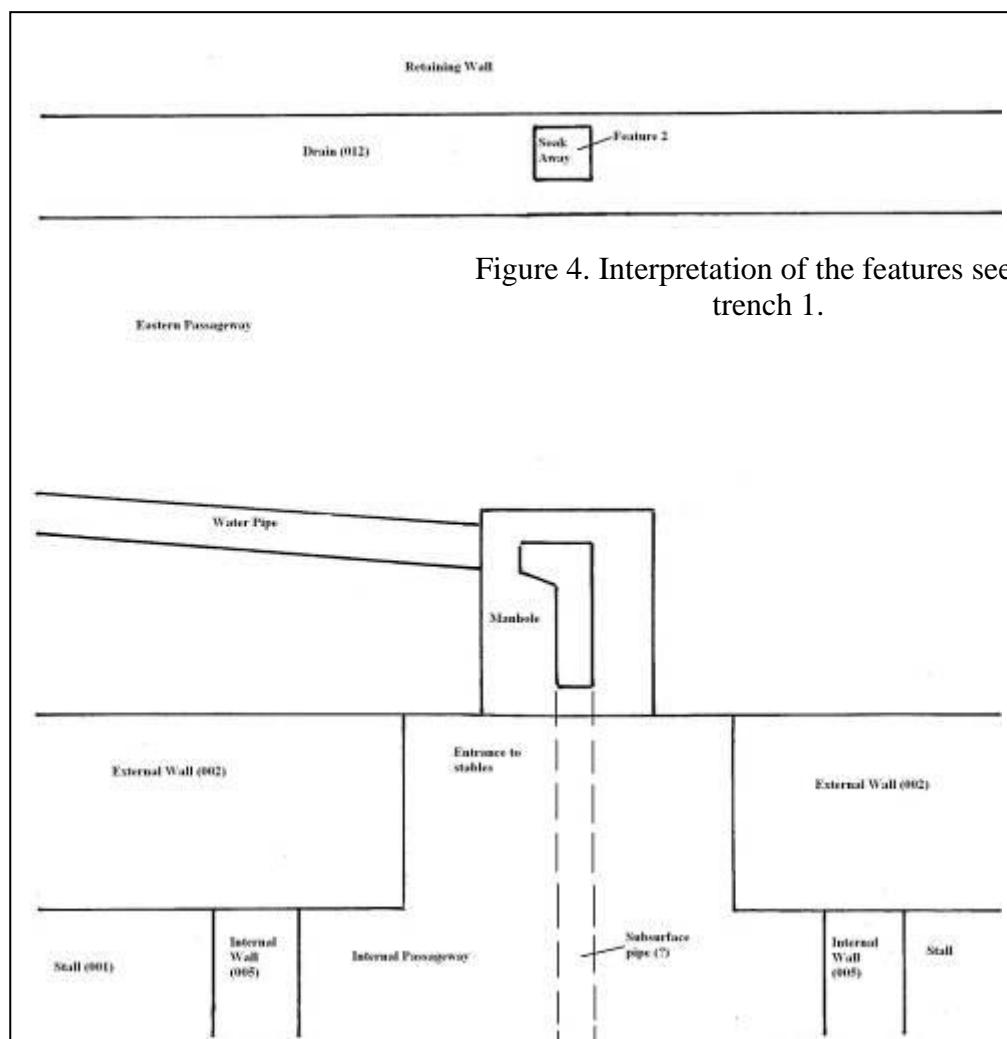 Retaining Wall
Drain (012)
Soak
Away
Feature 2
Figure 4. Interpretation of the features see
trench 1.
Eastern Passageway
Water Pipe
Manhole
Entrance to
stables
External Wall (002)
External Wall (002)
Stall (001)
Internal
Wall
(005)
Internal Passageway
Subsurface
pipe (?)
Internal
Wall
(005)
Stall